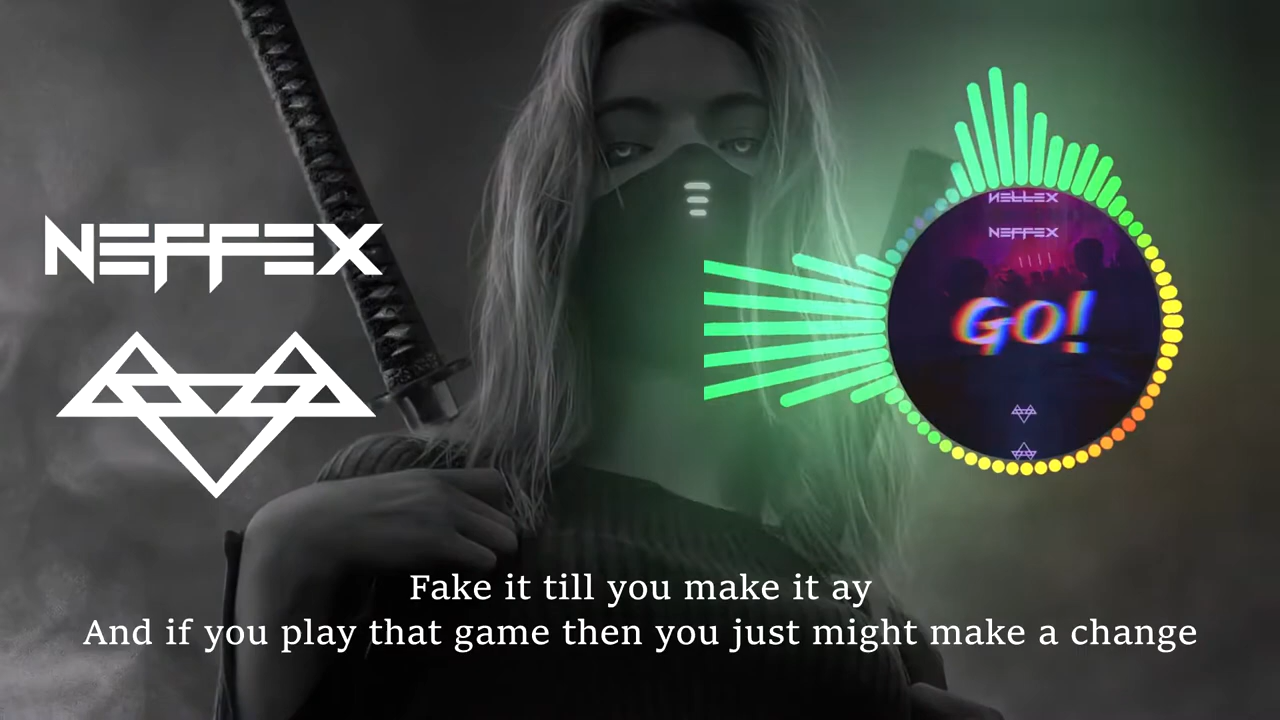 NEFFEX
NEFFEX
NEFFEX
GO!
Fake it till you make it ay
And if you play that game then you just might make a change